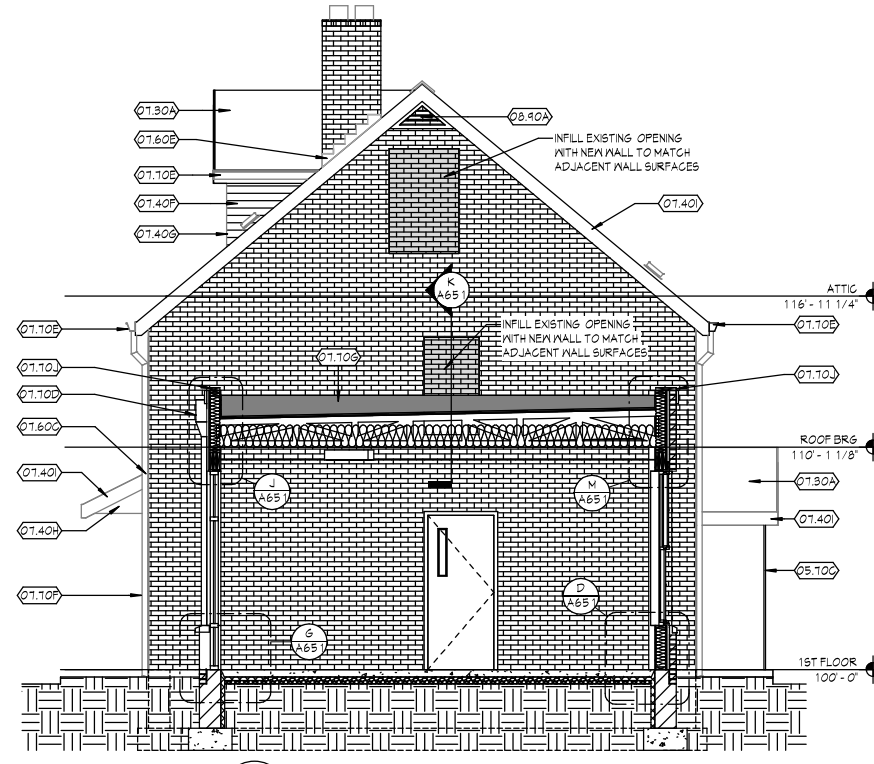 07.30A
07.60E
07.70E
07.40F
07.40G
08.90A
INFILL EXISTING OPENING
WITH NEW WALL TO MATCH
ADJACENT WALL SURFACES
07.40I
K
A651
ATTIC
116' - 11 1/4"
07.70E
07.70E
INFILL EXISTING OPENING
WITH NEW WALL TO MATCH
ADJACENT WALL SURFACES
07.70G
07.70J
07.70D
07.70J
07.60C
ROOF BRG
110' - 1 1/8"
07.40I
07.40H
J
A651
M
A651
07.30A
07.40I
07.70F
05.70C
D
A651
G
A651
1ST FLOOR
100' - 0"